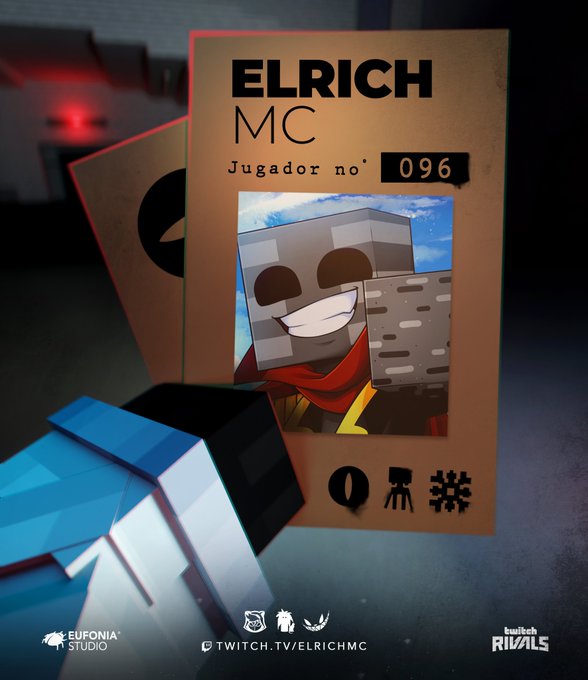 ELRICH
MC
Jugador no° 096
EUFONIA®
STUDIO
TWITCH.TV/ELRICHMC
twitch
RIVALS